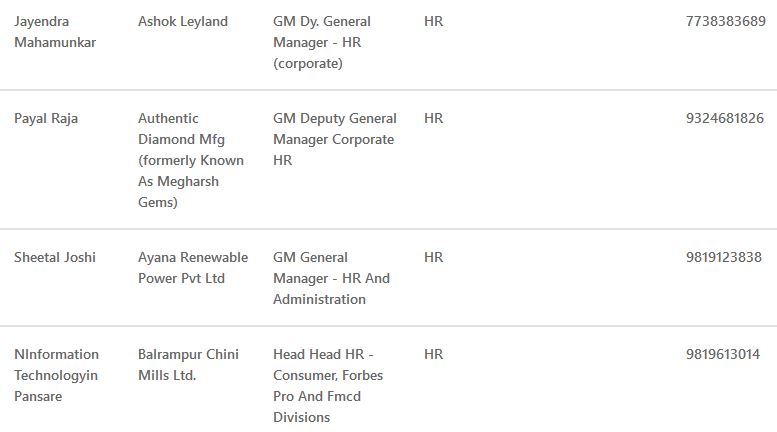 Jayendra Mahamunkar Ashok Leyland GM Dy. General Manager - HR (corporate) HR 7738383689
Payal Raja Authentic Diamond Mfg (formerly Known As Megharsh Gems) GM Deputy General Manager Corporate HR HR 9324681826
Sheetal Joshi Ayana Renewable Power Pvt Ltd GM General Manager - HR And Administration HR 9819123838
NInformation Technologyin Pansare Balrampur Chini Mills Ltd. Head Head HR - Consumer, Forbes Pro And Fmcd Divisions HR 9819613014